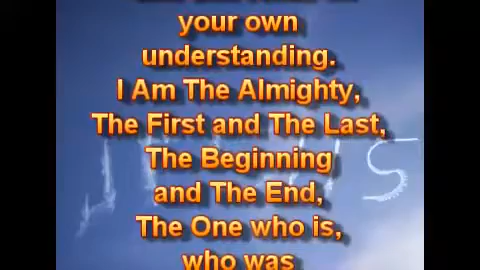 your own
understanding.
I Am The Almighty,
The First and The Last,
The Beginning
and The End,
The One who is,
who was